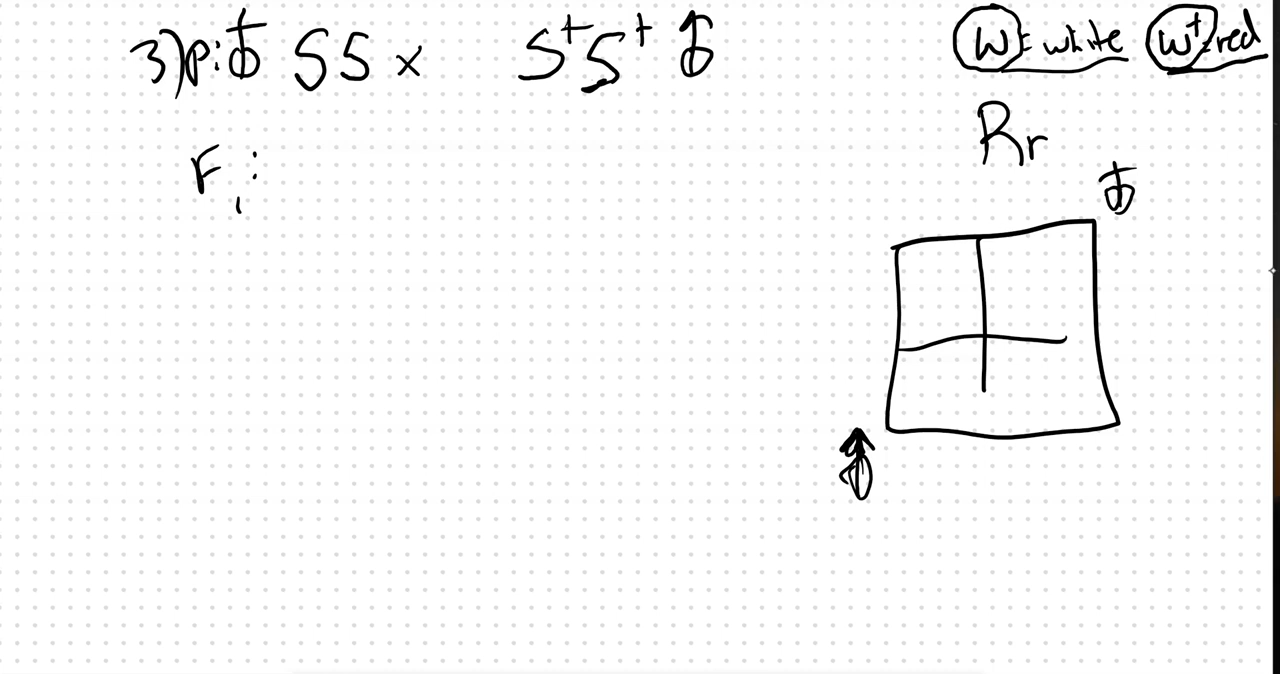 3) P: ♀ SS × S⁺S⁺ ♂
w = white w⁺ = red
F₁:
Rr
♀
♂